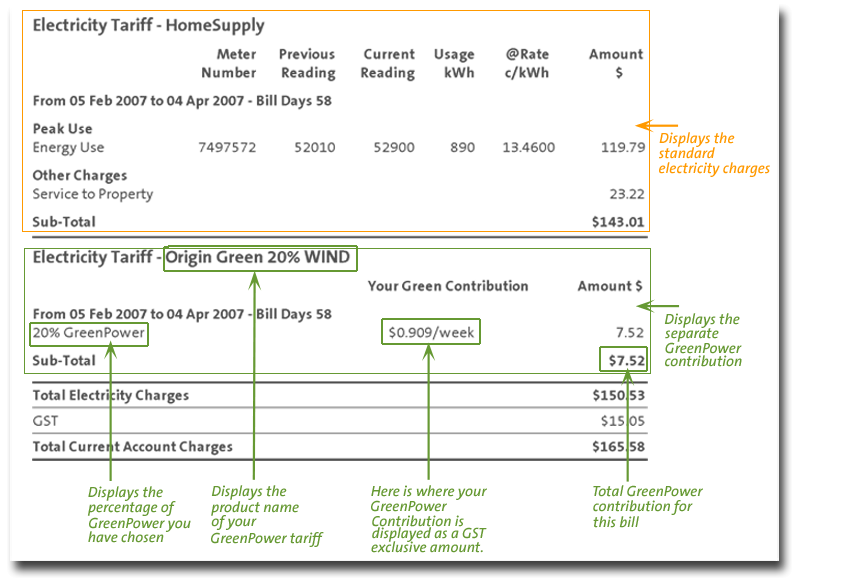 Electricity Tariff - HomeSupply
Meter Number Previous Reading Current Reading Usage kWh @Rate c/kWh Amount $
From 05 Feb 2007 to 04 Apr 2007 - Bill Days 58
Peak Use
Energy Use 7497572 52010 52900 890 13.4600 119.79
Other Charges
Service to Property 23.22
Sub-Total $143.01
Displays the
standard
electricity charges
Electricity Tariff - Origin Green 20% WIND
Your Green Contribution Amount $
From 05 Feb 2007 to 04 Apr 2007 - Bill Days 58
20% GreenPower $0.909/week 7.52
Sub-Total $7.52
Displays the
separate
GreenPower
contribution
Total Electricity Charges $150.53
GST $15.05
Total Current Account Charges $165.58
Displays the
percentage of
GreenPower you
have chosen
Displays the
product name
of your
GreenPower tariff
Here is where your
GreenPower
Contribution is
displayed as a GST
exclusive amount.
Total GreenPower
contribution for
this bill